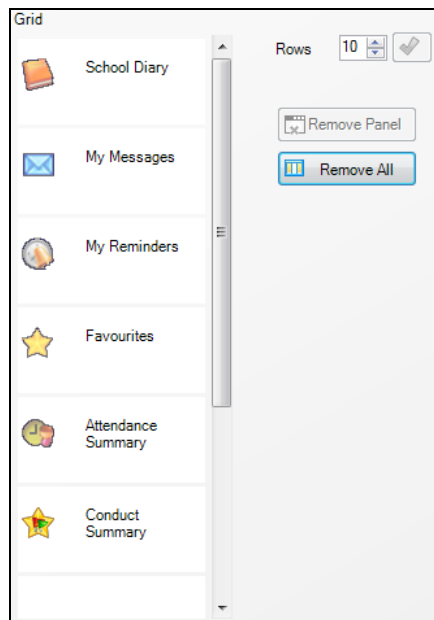 Grid
School Diary
My Messages
My Reminders
Favourites
Attendance
Summary
Conduct
Summary
Rows 10
Remove Panel
Remove All